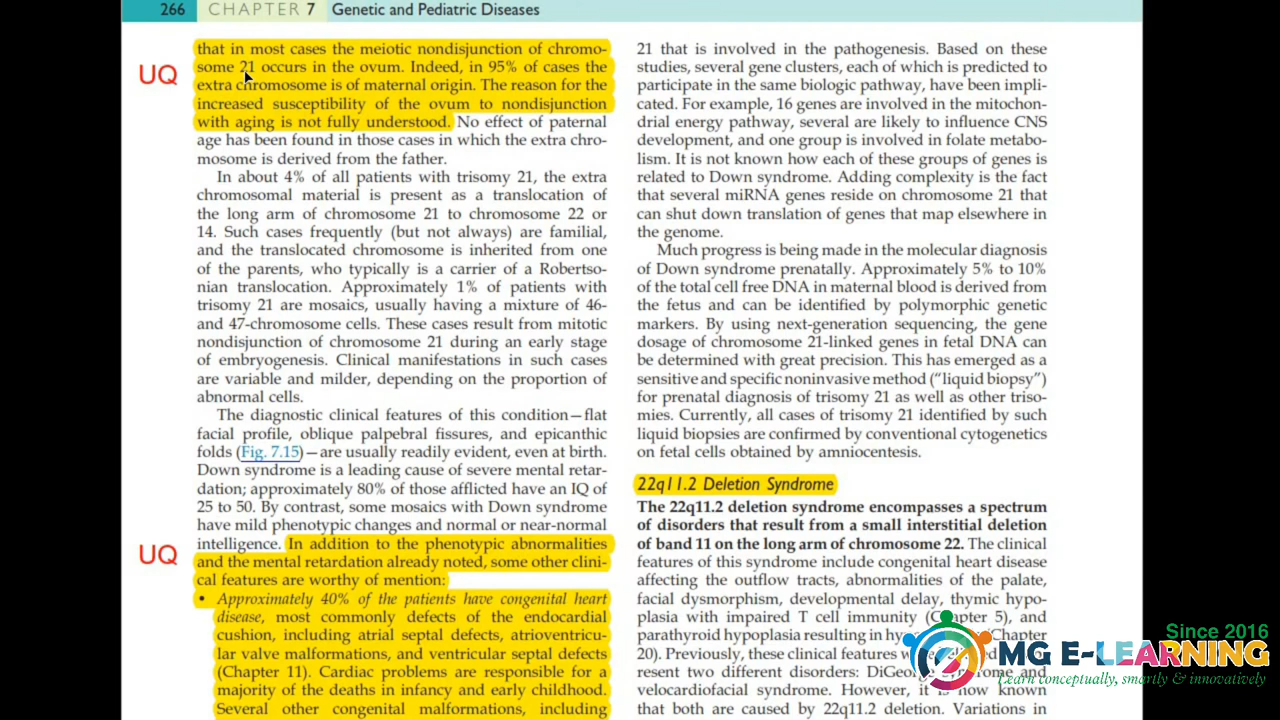 266 CHAPTER 7 Genetic and Pediatric Diseases
UQ
that in most cases the meiotic nondisjunction of chromo-
some 21 occurs in the ovum. Indeed, in 95% of cases the
extra chromosome is of maternal origin. The reason for the
increased susceptibility of the ovum to nondisjunction
with aging is not fully understood. No effect of paternal
age has been found in those cases in which the extra chro-
mosome is derived from the father.
In about 4% of all patients with trisomy 21, the extra
chromosomal material is present as a translocation of
the long arm of chromosome 21 to chromosome 22 or
14. Such cases frequently (but not always) are familial,
and the translocated chromosome is inherited from one
of the parents, who typically is a carrier of a Robertso-
nian translocation. Approximately 1% of patients with
trisomy 21 are mosaics, usually having a mixture of 46-
and 47-chromosome cells. These cases result from mitotic
nondisjunction of chromosome 21 during an early stage
of embryogenesis. Clinical manifestations in such cases
are variable and milder, depending on the proportion of
abnormal cells.
The diagnostic clinical features of this condition—flat
facial profile, oblique palpebral fissures, and epicanthic
folds (Fig. 7.15)—are usually readily evident, even at birth.
Down syndrome is a leading cause of severe mental retar-
dation; approximately 80% of those afflicted have an IQ of
25 to 50. By contrast, some mosaics with Down syndrome
have mild phenotypic changes and normal or near-normal
intelligence. In addition to the phenotypic abnormalities
UQ
and the mental retardation already noted, some other clini-
cal features are worthy of mention:
• Approximately 40% of the patients have congenital heart
disease, most commonly defects of the endocardial
cushion, including atrial septal defects, atrioventricu-
lar valve malformations, and ventricular septal defects
(Chapter 11). Cardiac problems are responsible for a
majority of the deaths in infancy and early childhood.
Several other congenital malformations, including
21 that is involved in the pathogenesis. Based on these
studies, several gene clusters, each of which is predicted to
participate in the same biologic pathway, have been impli-
cated. For example, 16 genes are involved in the mitochon-
drial energy pathway, several are likely to influence CNS
development, and one group is involved in folate metabo-
lism. It is not known how each of these groups of genes is
related to Down syndrome. Adding complexity is the fact
that several miRNA genes reside on chromosome 21 that
can shut down translation of genes that map elsewhere in
the genome.
Much progress is being made in the molecular diagnosis
of Down syndrome prenatally. Approximately 5% to 10%
of the total cell free DNA in maternal blood is derived from
the fetus and can be identified by polymorphic genetic
markers. By using next-generation sequencing, the gene
dosage of chromosome 21-linked genes in fetal DNA can
be determined with great precision. This has emerged as a
sensitive and specific noninvasive method (“liquid biopsy”)
for prenatal diagnosis of trisomy 21 as well as other triso-
mies. Currently, all cases of trisomy 21 identified by such
liquid biopsies are confirmed by conventional cytogenetics
on fetal cells obtained by amniocentesis.
22q11.2 Deletion Syndrome
The 22q11.2 deletion syndrome encompasses a spectrum
of disorders that result from a small interstitial deletion
of band 11 on the long arm of chromosome 22. The clinical
features of this syndrome include congenital heart disease
affecting the outflow tracts, abnormalities of the palate,
facial dysmorphism, developmental delay, thymic hypo-
plasia with impaired T cell immunity (Chapter 5), and
parathyroid hypoplasia resulting in (Chapter
20). Previously, these clinical features
resent two different disorders: and
velocardiofacial syndrome. However, it is now known
that both are caused by 22q11.2 deletion. Variations in
Since 2016
MG E-LEARNING
Learn conceptually, smartly & innovatively